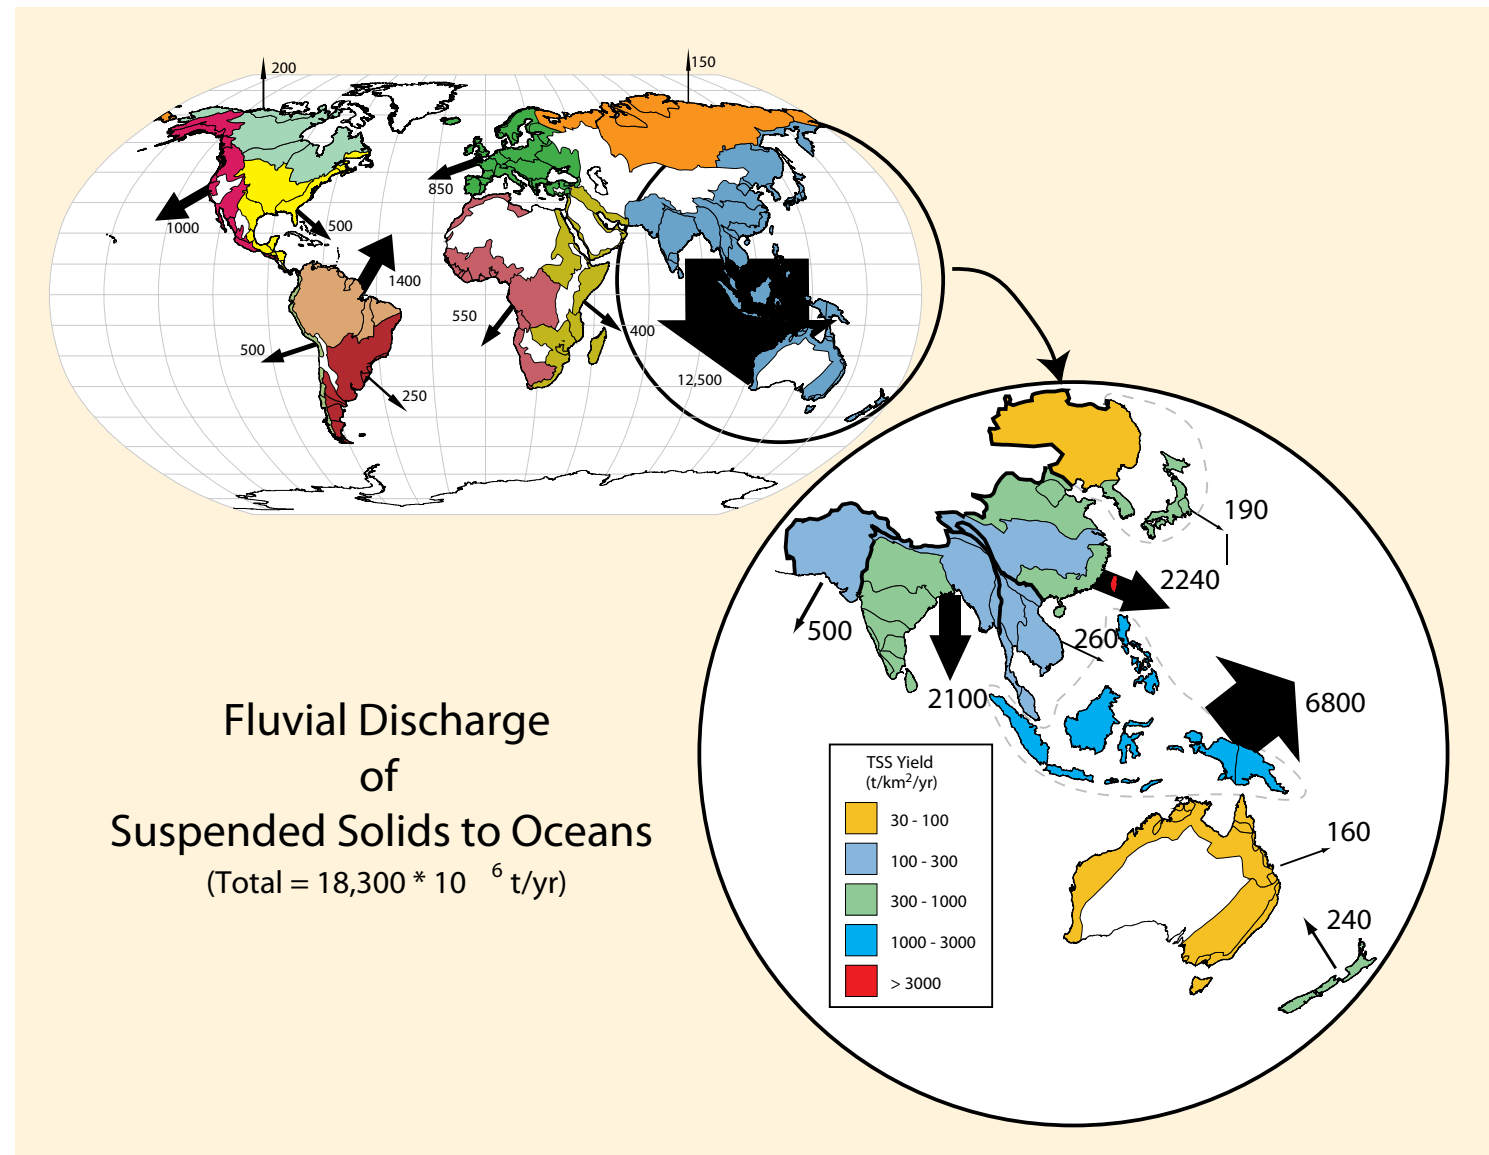 200
150
850
1000
500
1400
550
400
500
12,500
250
190
2240
500
260
2100
6800
Fluvial Discharge
of
Suspended Solids to Oceans
(Total = 18,300 * 10 6 t/yr)
TSS Yield
(t/km2/yr)
30 - 100
100 - 300
300 - 1000
1000 - 3000
> 3000
160
240